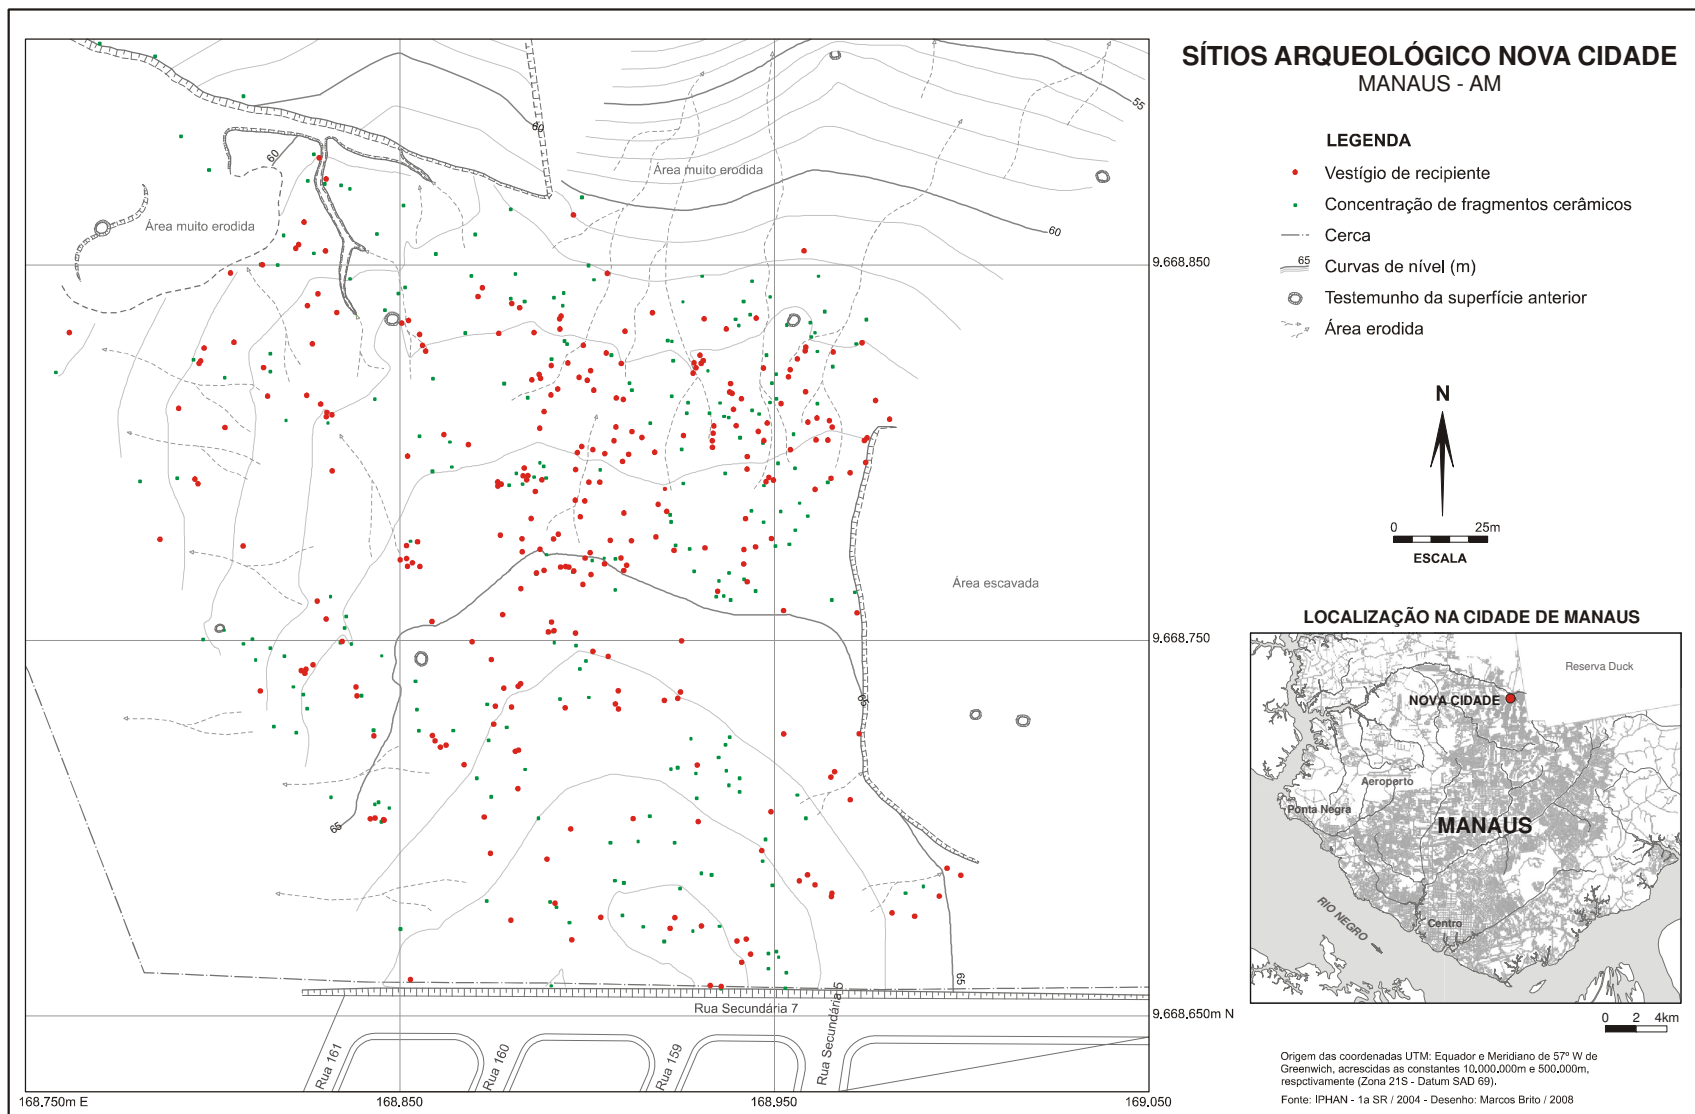 SÍTIOS ARQUEOLÓGICO NOVA CIDADE
MANAUS - AM
LEGENDA
Vestígio de recipiente
Concentração de fragmentos cerâmicos
Cerca
65 Curvas de nível (m)
Testemunho da superfície anterior
Área erodida
N
0 25m
ESCALA
LOCALIZAÇÃO NA CIDADE DE MANAUS
Reserva Duck
NOVA CIDADE
Aeroporto
Ponta Negra
MANAUS
RIO NEGRO
Centro
0 2 4km
Origem das coordenadas UTM: Equador e Meridiano de 57º W de
Greenwich, acrescidas as constantes 10.000.000m e 500.000m,
respctivamente (Zona 21S - Datum SAD 69).
Fonte: IPHAN - 1a SR / 2004 - Desenho: Marcos Brito / 2008
55
60
60
Área muito erodida
Área muito erodida
60
9.668.850
Área escavada
9.668.750
65
65
65
Rua Secundária 7
Rua Secundária 5
9.668.650m N
Rua 161
Rua 160
Rua 159
168.750m E
168.850
168.950
169.050